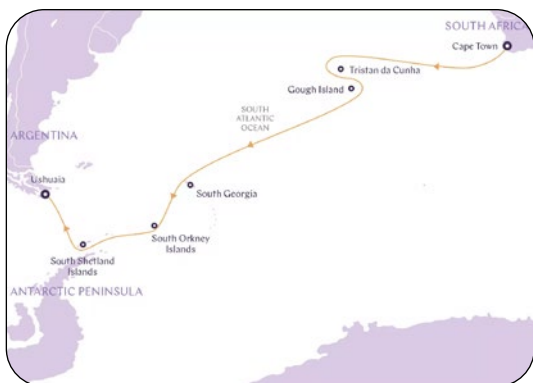 SOUTH AFRICA
Cape Town
Tristan da Cunha
Gough Island
SOUTH
ATLANTIC
OCEAN
ARGENTINA
Ushuaia
South Georgia
South Orkney
Islands
South Shetland
Islands
ANTARCTIC PENINSULA